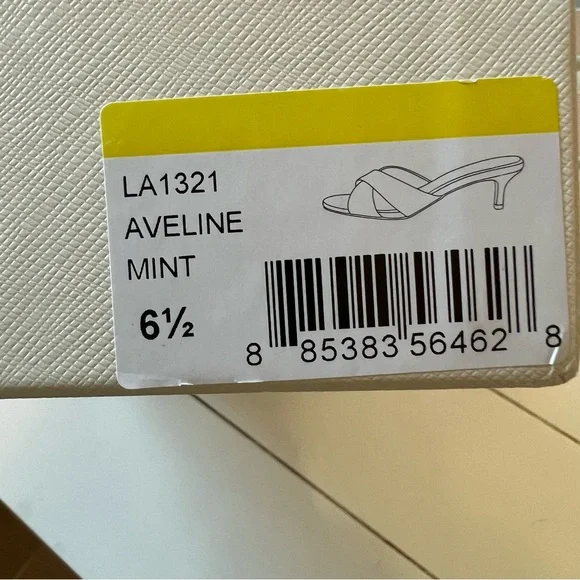 LA1321
AVELINE
MINT
6½
8 85383 56462 8